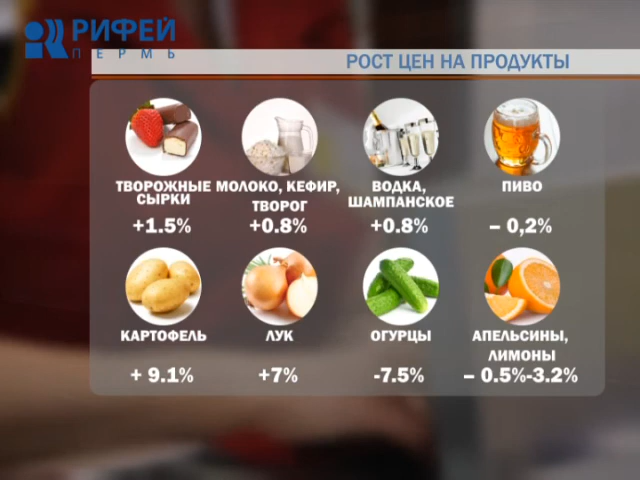 РИФЕЙ
ПЕРМЬ
РОСТ ЦЕН НА ПРОДУКТЫ
ТВОРОЖНЫЕ
СЫРКИ
+1.5%
МОЛОКО, КЕФИР,
ТВОРОГ
+0.8%
ВОДКА,
ШАМПАНСКОЕ
+0.8%
ПИВО
– 0,2%
КАРТОФЕЛЬ
+ 9.1%
ЛУК
+7%
ОГУРЦЫ
-7.5%
АПЕЛЬСИНЫ,
ЛИМОНЫ
– 0.5%-3.2%